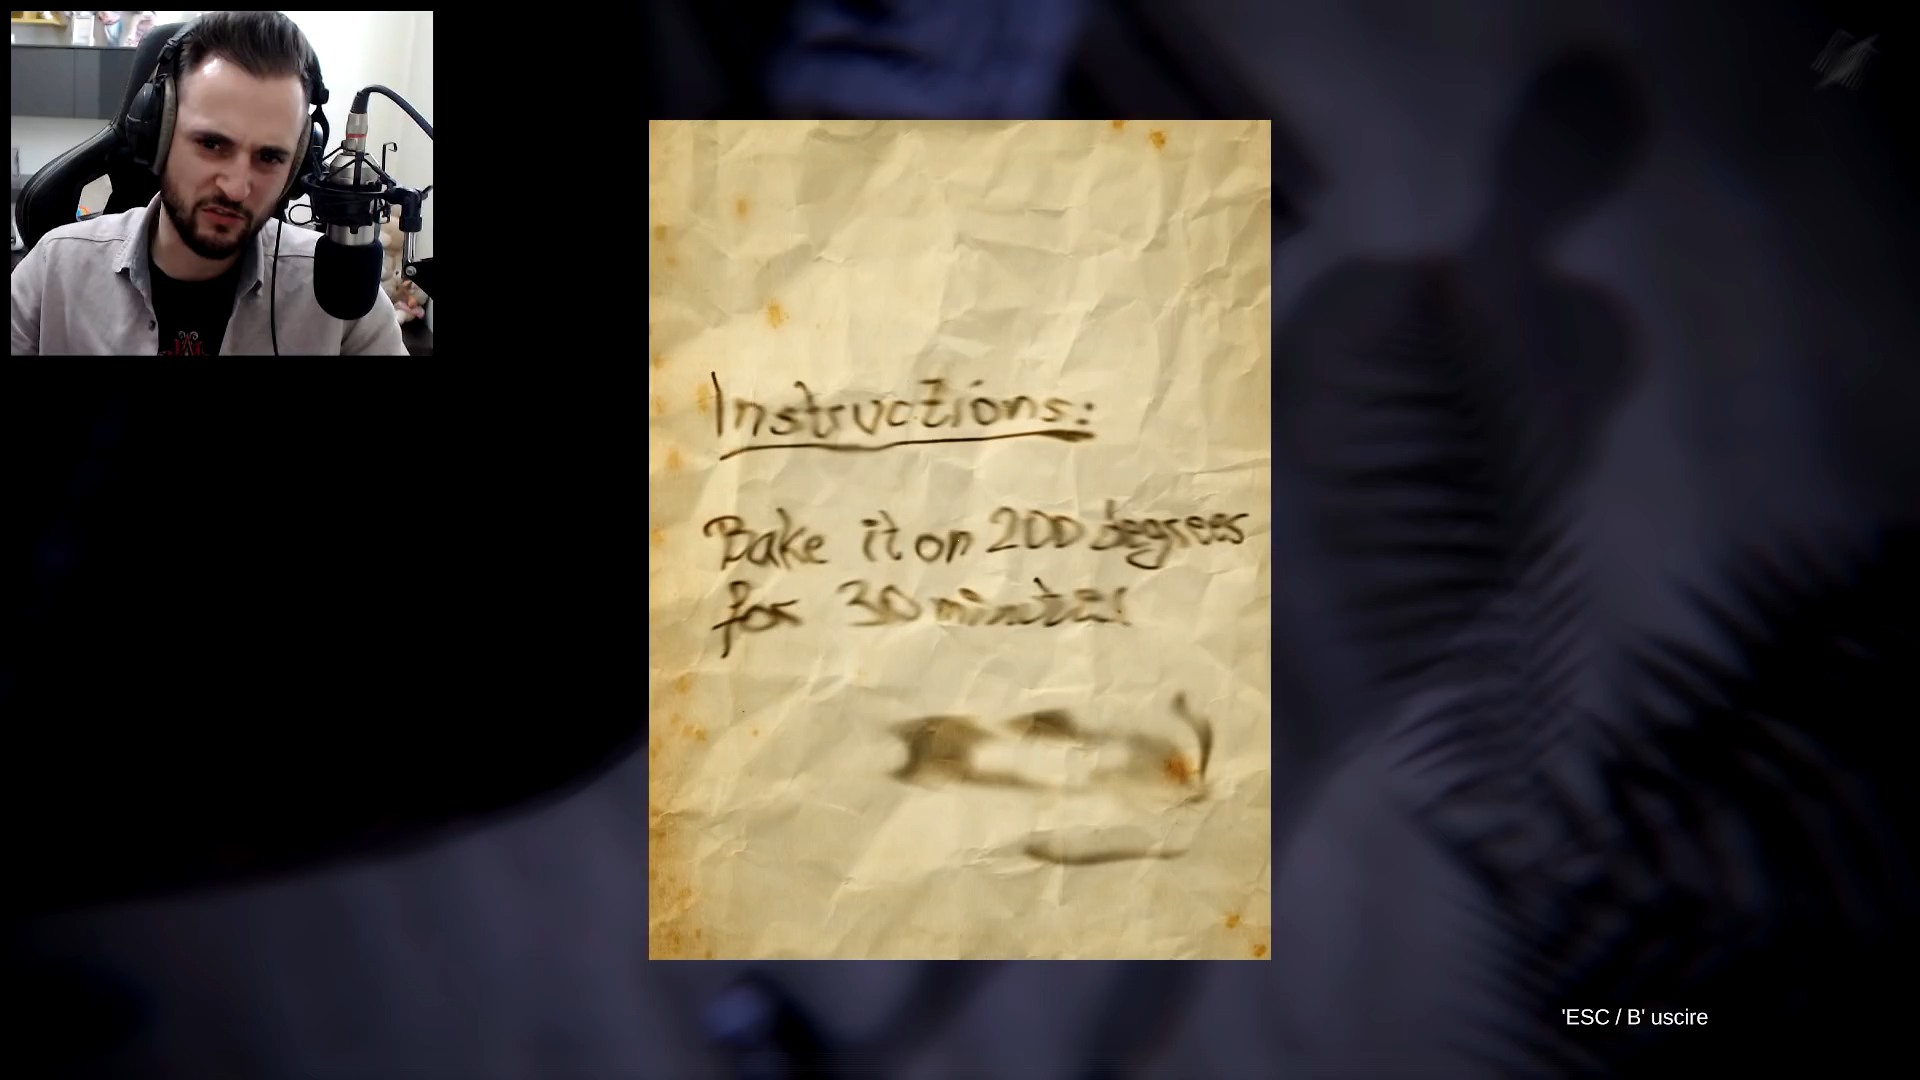 Instructions:
Bake it on 200 degrees
for 30 minutes!
'ESC / B' uscire